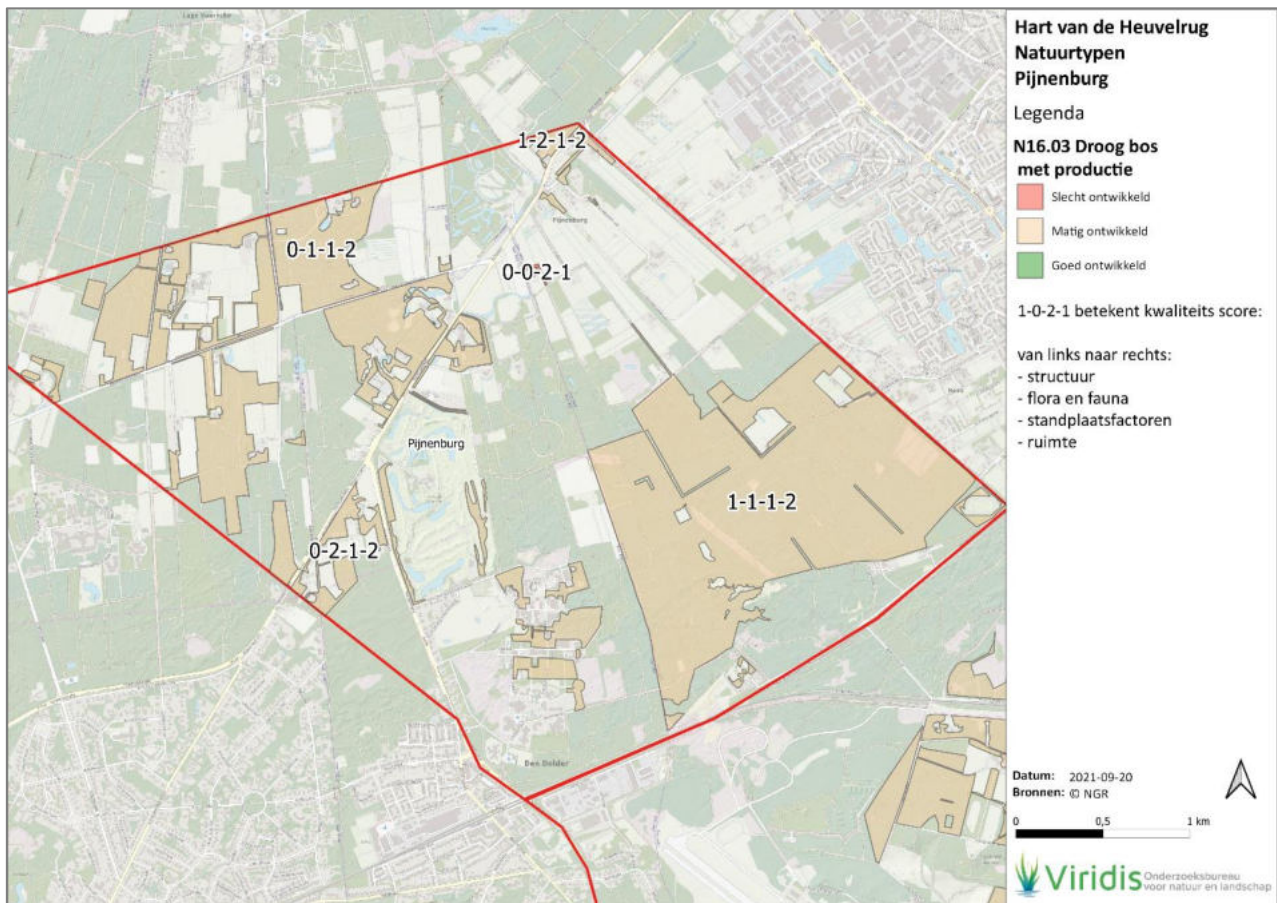 Hart van de Heuvelrug
Natuurtypen
Pijnenburg
Legenda
N16.03 Droog bos
met productie
Slecht ontwikkeld
Matig ontwikkeld
Goed ontwikkeld
1-0-2-1 betekent kwaliteits score:
van links naar rechts:
- structuur
- flora en fauna
- standplaatsfactoren
- ruimte
Datum: 2021-09-20
Bronnen: © NGR
0 0,5 1 km
Viridis
Onderzoeksbureau
voor natuur en landschap
1-2-1-2
Pijnenburg
0-1-1-2
0-0-2-1
Pijnenburg
1-1-1-2
0-2-1-2
Den Dolder